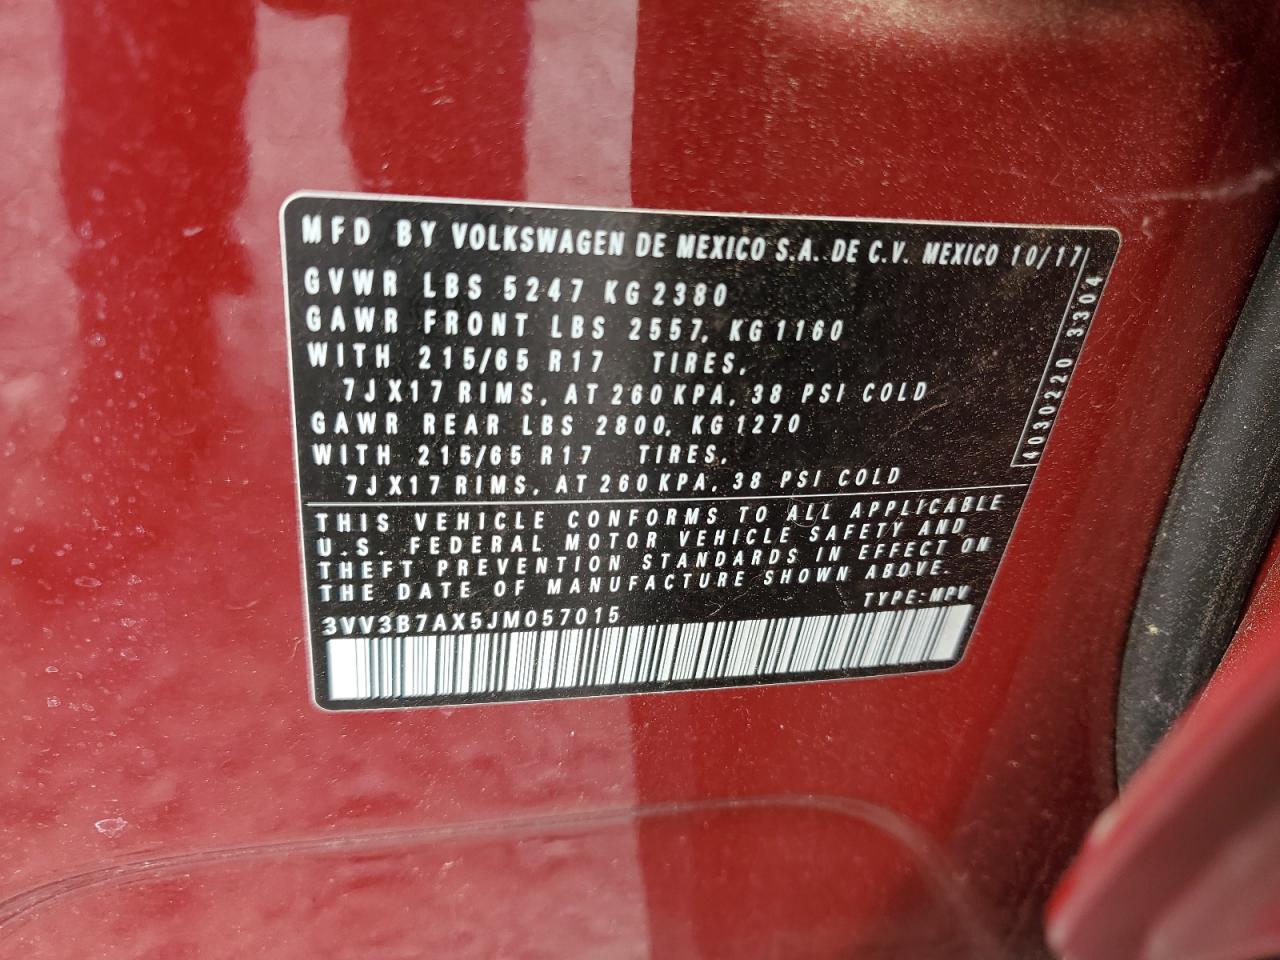 MFD BY VOLKSWAGEN DE MEXICO S.A. DE C.V. MEXICO 10/17
GVWR LBS 5247 KG 2380
GAWR FRONT LBS 2557, KG 1160
WITH 215/65 R17 TIRES,
7JX17 RIMS, AT 260 KPA, 38 PSI COLD
GAWR REAR LBS 2800, KG 1270
WITH 215/65 R17 TIRES,
7JX17 RIMS, AT 260 KPA, 38 PSI COLD
4030220 3304
THIS VEHICLE CONFORMS TO ALL APPLICABLE
U.S. FEDERAL MOTOR VEHICLE SAFETY AND
THEFT PREVENTION STANDARDS IN EFFECT ON
THE DATE OF MANUFACTURE SHOWN ABOVE.
3VV3B7AX5JM057015 TYPE: MPV